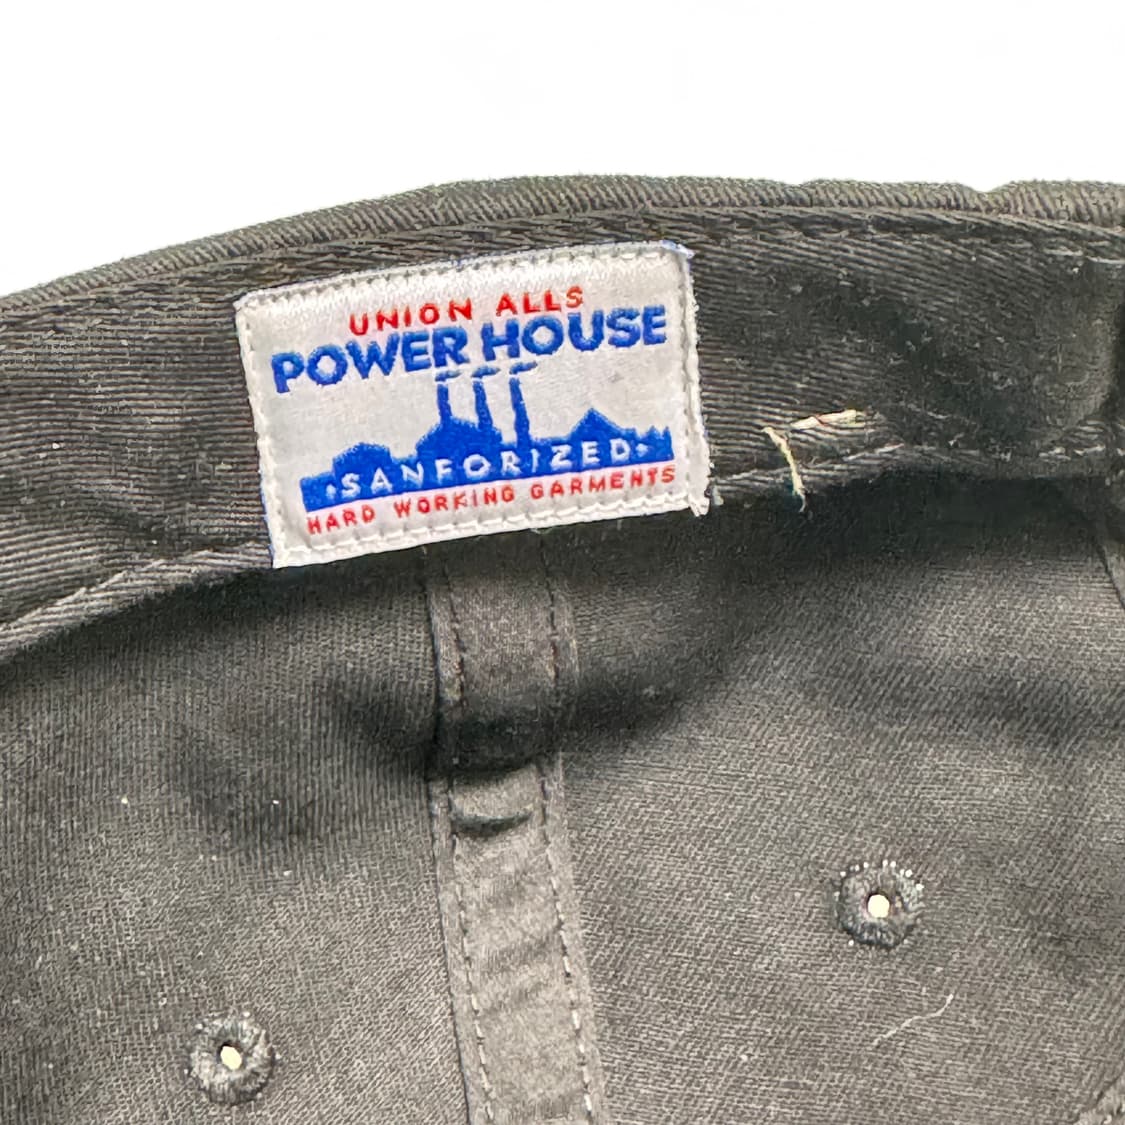 UNION ALLS
POWER HOUSE
·SANFORIZED·
HARD WORKING GARMENTS